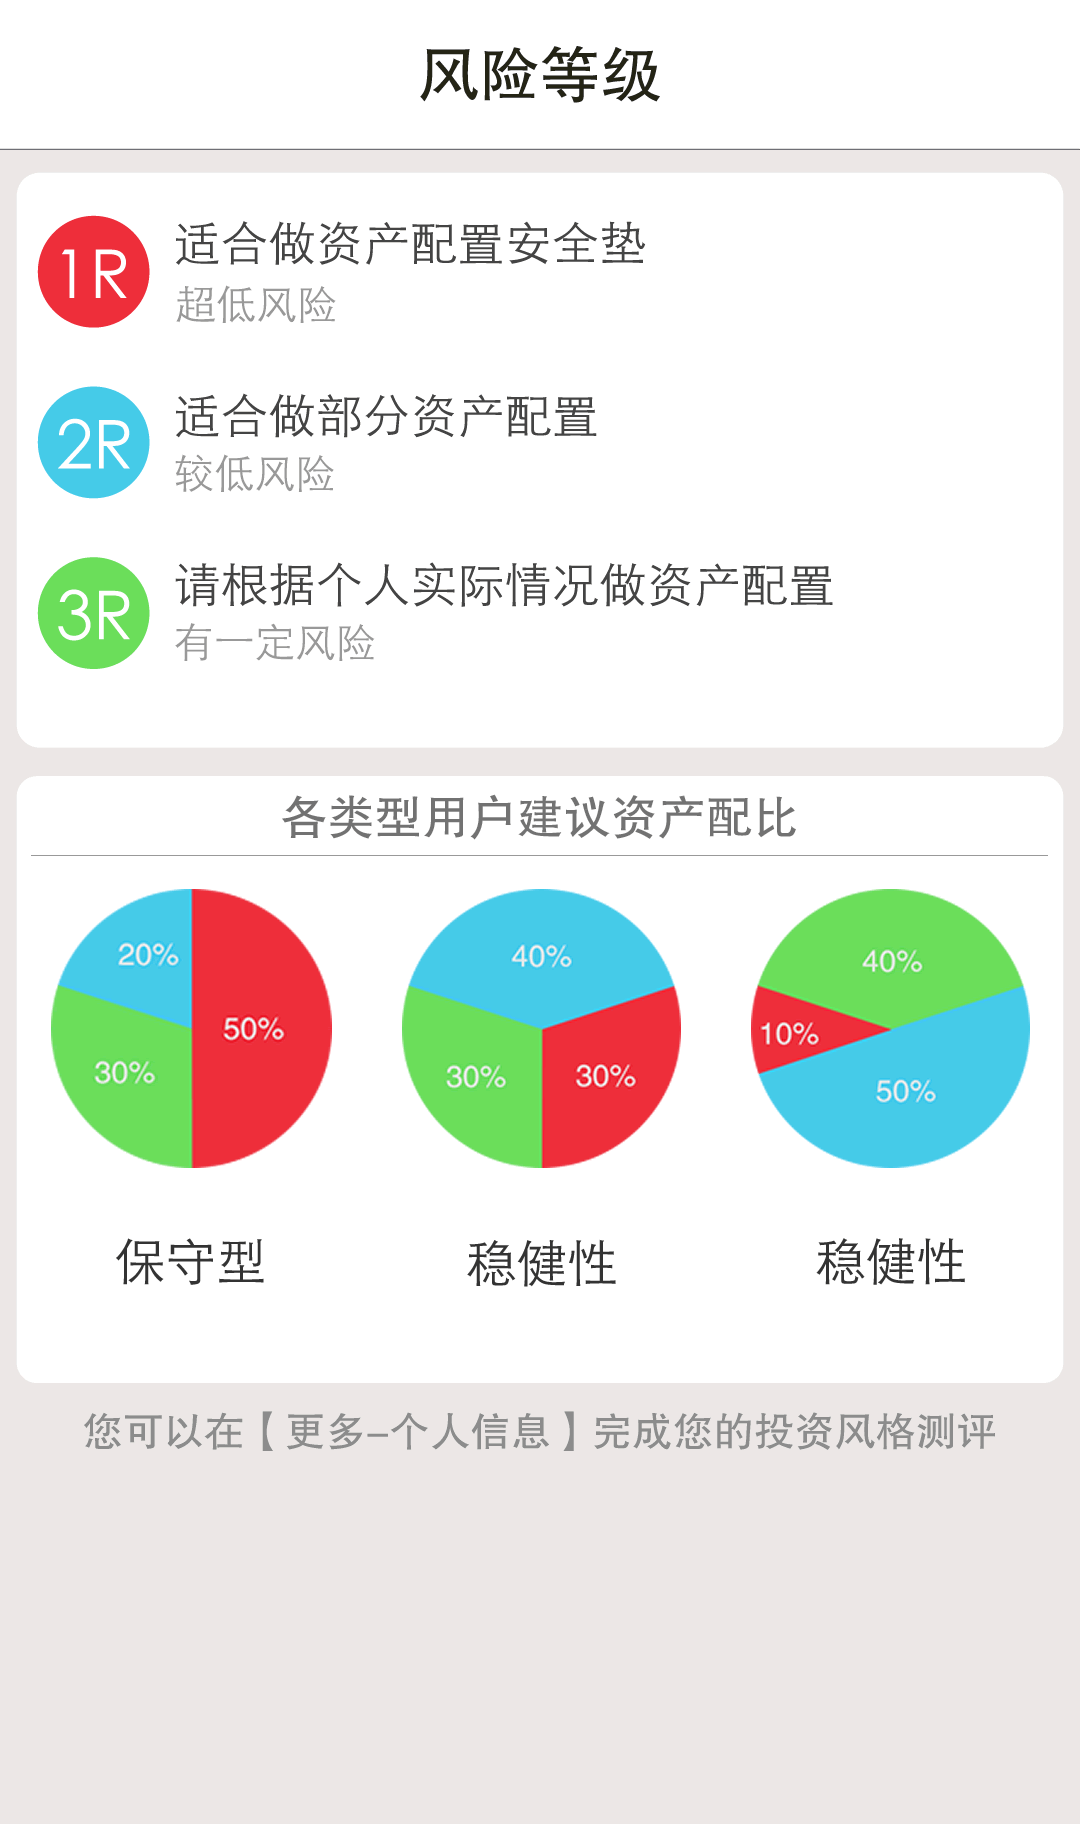 风险等级
1R
适合做资产配置安全垫
超低风险
2R
适合做部分资产配置
较低风险
3R
请根据个人实际情况做资产配置
有一定风险
各类型用户建议资产配比
20%
50%
30%
40%
30%
30%
40%
10%
50%
保守型
稳健性
稳健性
您可以在【更多-个人信息】完成您的投资风格测评